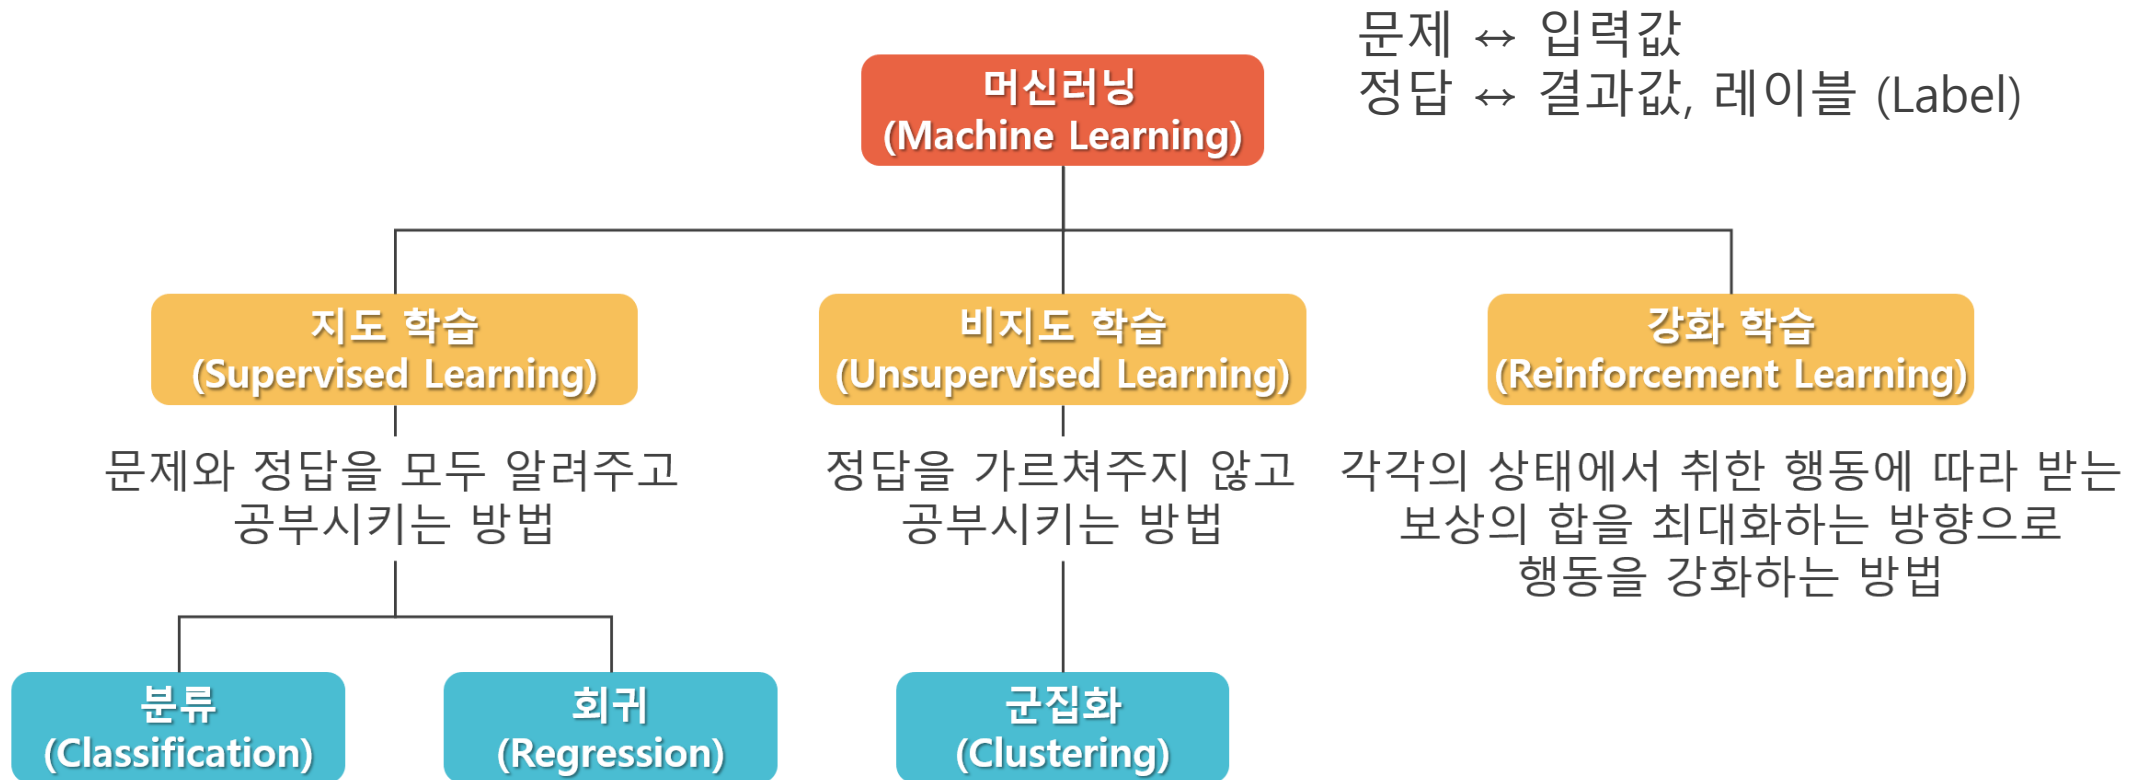 문제 ↔ 입력값
정답 ↔ 결과값, 레이블 (Label)
머신러닝
(Machine Learning)
지도 학습
(Supervised Learning)
비지도 학습
(Unsupervised Learning)
강화 학습
(Reinforcement Learning)
문제와 정답을 모두 알려주고
공부시키는 방법
정답을 가르쳐주지 않고
공부시키는 방법
각각의 상태에서 취한 행동에 따라 받는
보상의 합을 최대화하는 방향으로
행동을 강화하는 방법
분류
(Classification)
회귀
(Regression)
군집화
(Clustering)